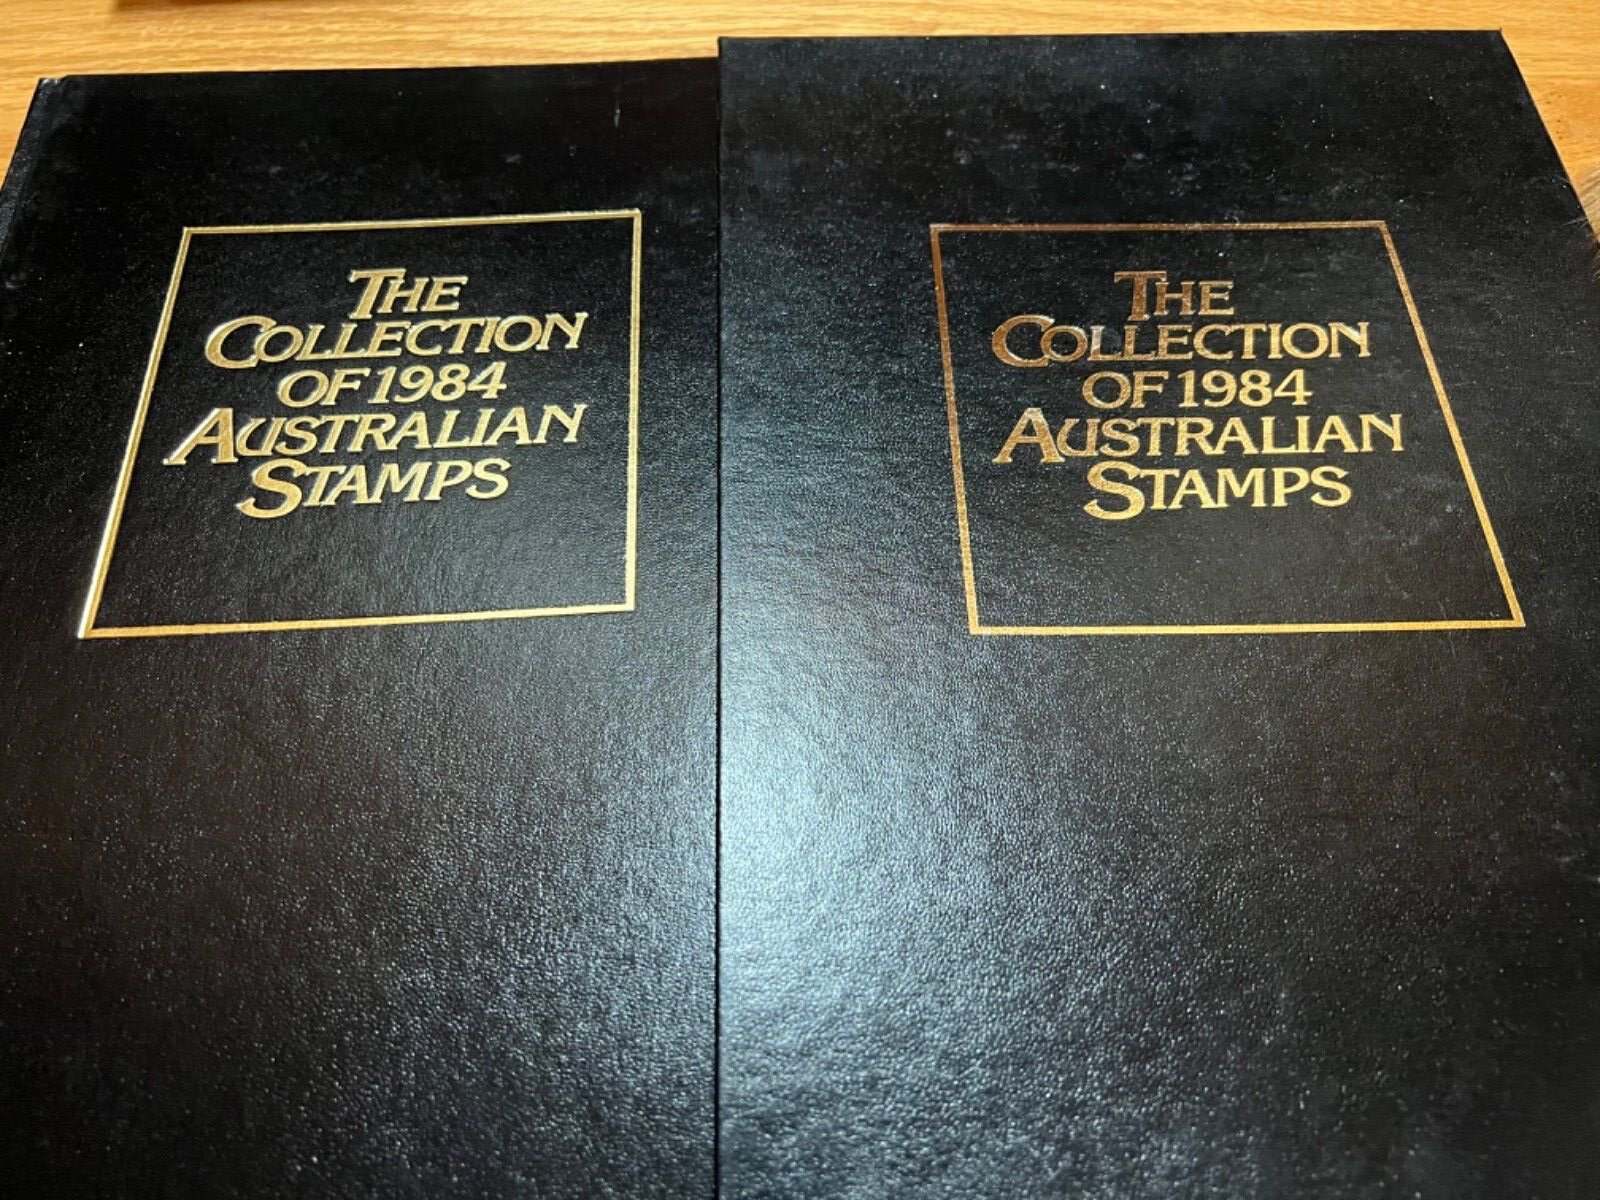 THE
COLLECTION
OF 1984
AUSTRALIAN
STAMPS
THE
COLLECTION
OF 1984
AUSTRALIAN
STAMPS